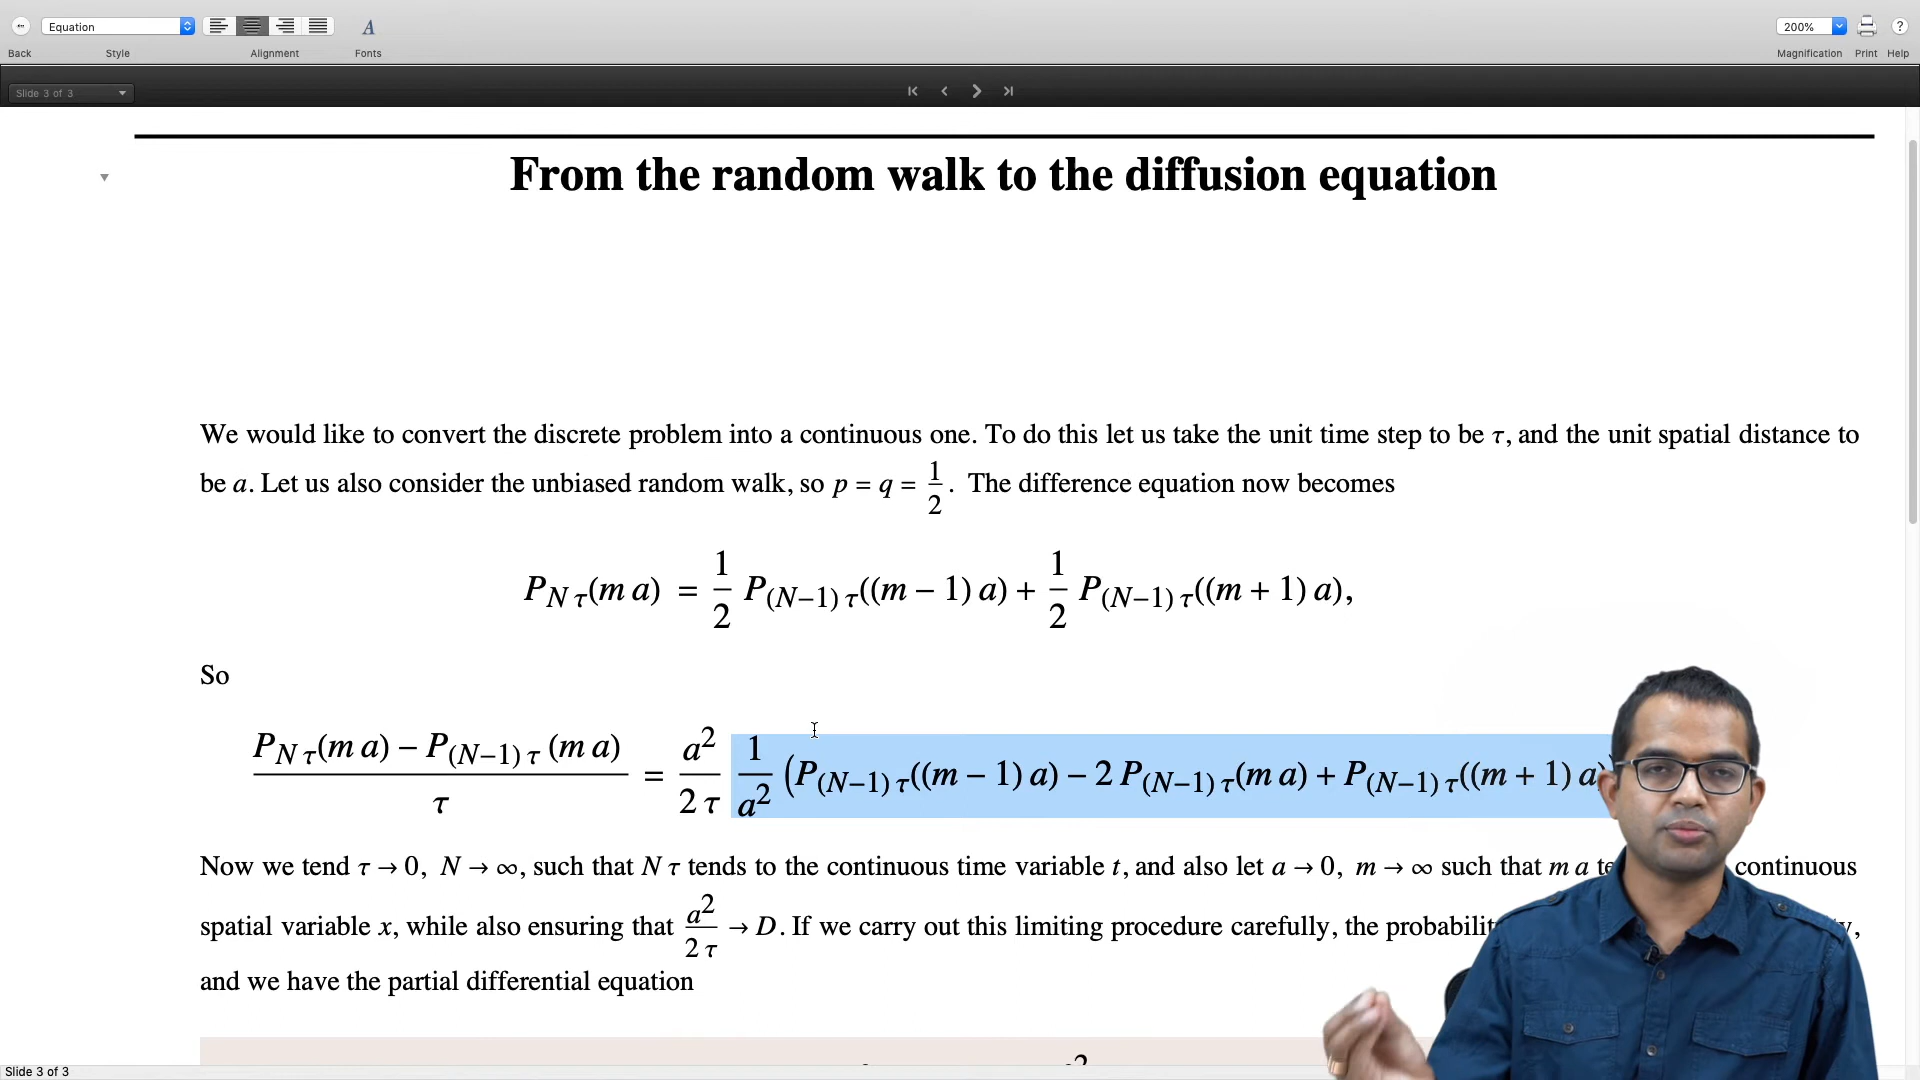 Equation
200%
Back Style Alignment Fonts Magnification Print Help
Slide 3 of 3
From the random walk to the diffusion equation
We would like to convert the discrete problem into a continuous one. To do this let us take the unit time step to be τ, and the unit spatial distance to
be a. Let us also consider the unbiased random walk, so p = q = 1/2. The difference equation now becomes
P_{N τ}(m a) = 1/2 P_{(N−1) τ}((m − 1) a) + 1/2 P_{(N−1) τ}((m + 1) a),
So
(P_{N τ}(m a) − P_{(N−1) τ}(m a))/τ = a²/(2 τ) 1/a² (P_{(N−1) τ}((m − 1) a) − 2 P_{(N−1) τ}(m a) + P_{(N−1) τ}((m + 1) a)
Now we tend τ → 0, N → ∞, such that N τ tends to the continuous time variable t, and also let a → 0, m → ∞ such that m a continuous
spatial variable x, while also ensuring that a²/(2 τ) → D. If we carry out this limiting procedure carefully, the
and we have the partial differential equation
Slide 3 of 3